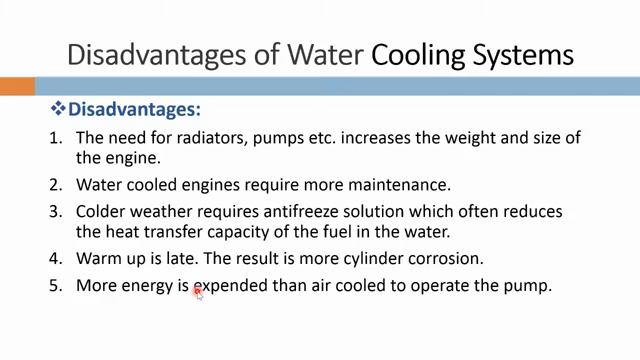 Disadvantages of Water Cooling Systems
❖Disadvantages:
1. The need for radiators, pumps etc. increases the weight and size of
the engine.
2. Water cooled engines require more maintenance.
3. Colder weather requires antifreeze solution which often reduces
the heat transfer capacity of the fuel in the water.
4. Warm up is late. The result is more cylinder corrosion.
5. More energy is expended than air cooled to operate the pump.